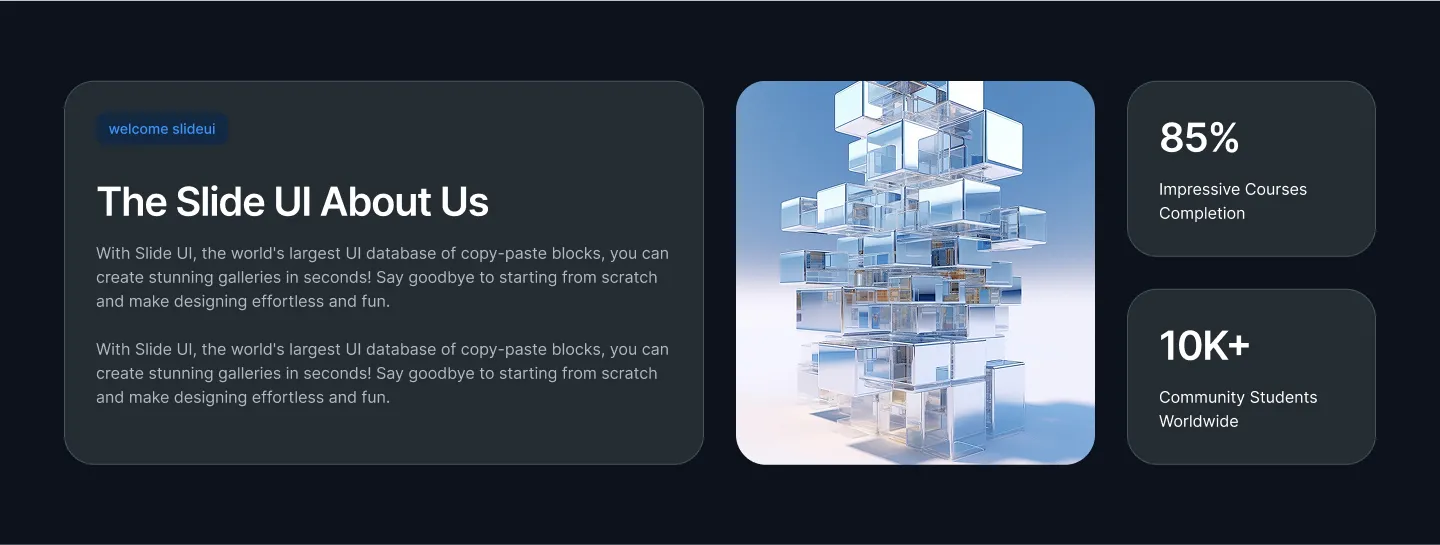 welcome slideui
The Slide UI About Us
With Slide UI, the world's largest UI database of copy-paste blocks, you can
create stunning galleries in seconds! Say goodbye to starting from scratch
and make designing effortless and fun.
With Slide UI, the world's largest UI database of copy-paste blocks, you can
create stunning galleries in seconds! Say goodbye to starting from scratch
and make designing effortless and fun.
85%
Impressive Courses
Completion
10K+
Community Students
Worldwide